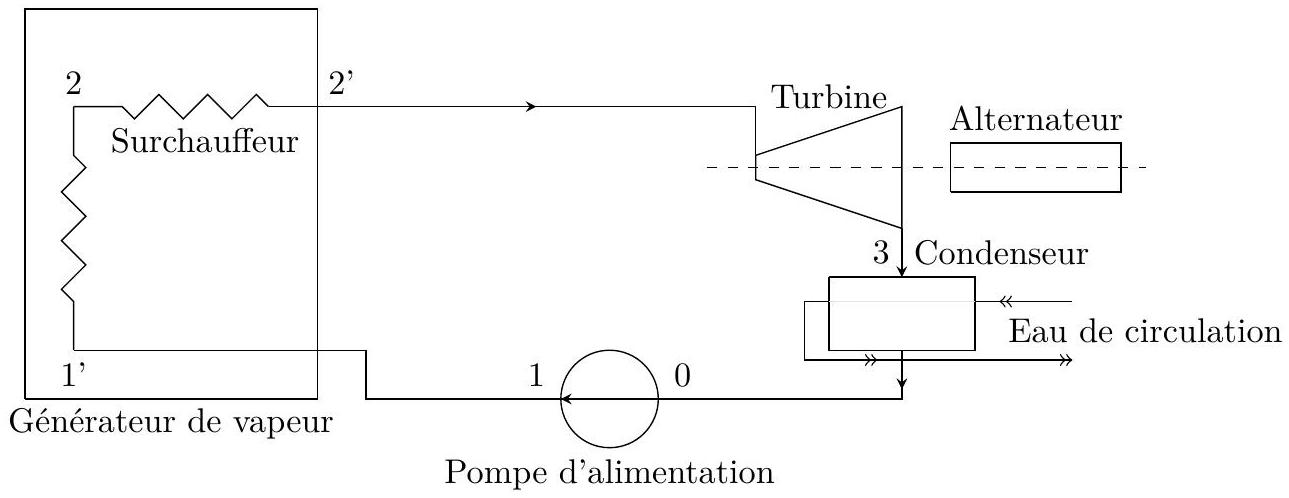 2
2'
Surchauffeur
Turbine
Alternateur
3
Condenseur
Eau de circulation
1'
1
0
Générateur de vapeur
Pompe d'alimentation